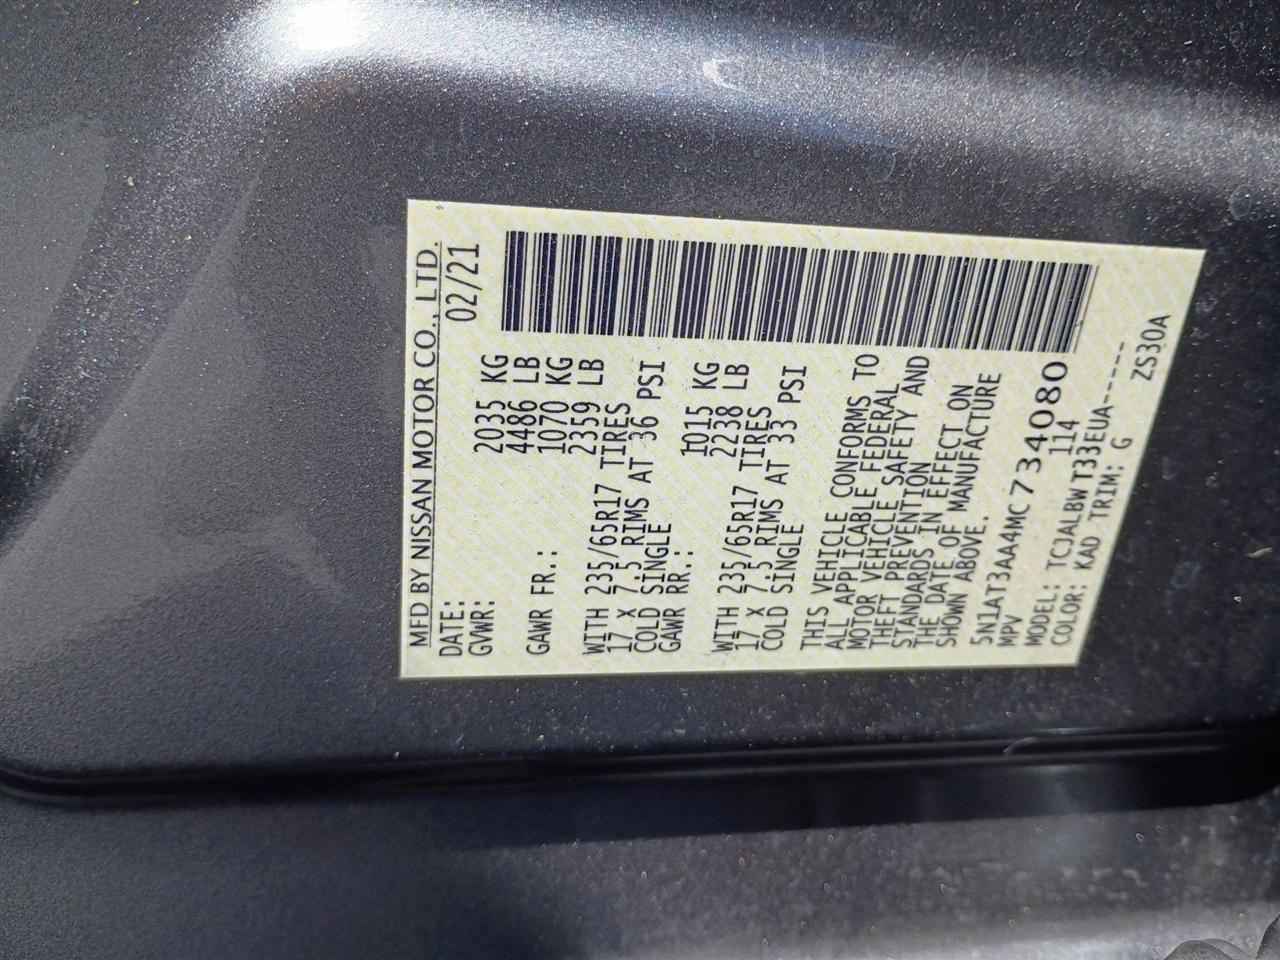 MFD BY NISSAN MOTOR CO., LTD.
DATE: 02/21
GVWR: 2035 KG
4486 LB
GAWR FR.: 1070 KG
2359 LB
WITH 235/65R17 TIRES
17 X 7.5 RIMS AT 36 PSI
COLD SINGLE
GAWR RR.: 1015 KG
2238 LB
WITH 235/65R17 TIRES
17 X 7.5 RIMS AT 33 PSI
COLD SINGLE
THIS VEHICLE CONFORMS TO
ALL APPLICABLE FEDERAL
MOTOR VEHICLE SAFETY AND
THEFT PREVENTION
STANDARDS IN EFFECT ON
THE DATE OF MANUFACTURE
SHOWN ABOVE.
5N1AT3AA4MC734080
MPV 114
MODEL: TCJALBWT33EUA-----
COLOR: KAD TRIM: G
ZS30A